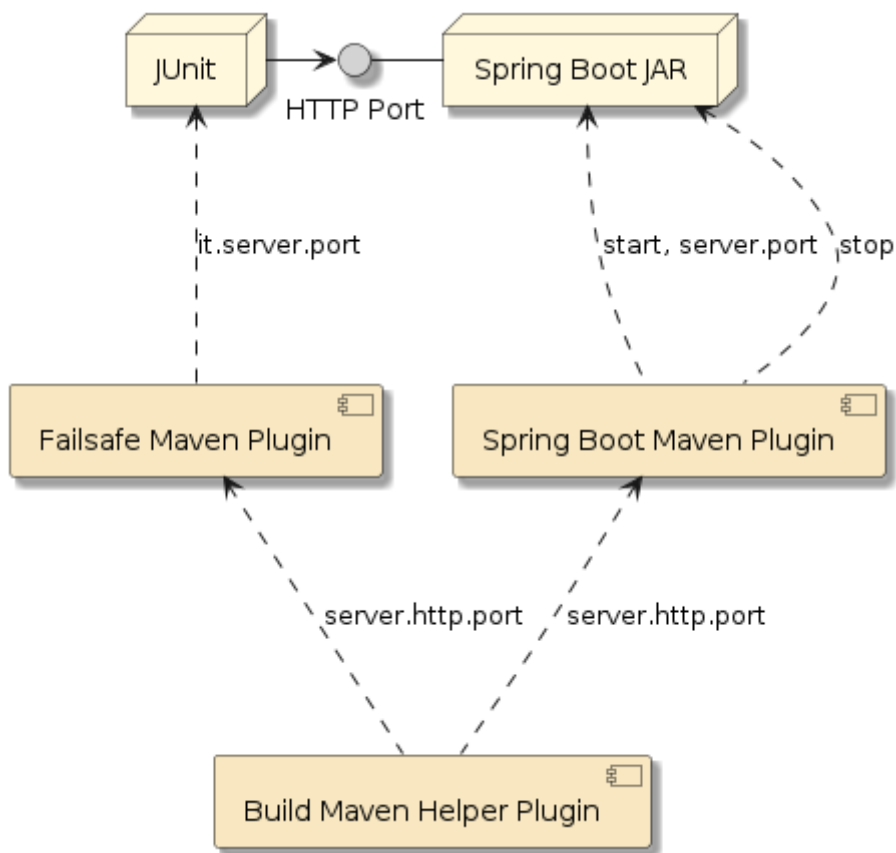 JUnit
Spring Boot JAR
HTTP Port
it.server.port
start, server.port
stop
Failsafe Maven Plugin
Spring Boot Maven Plugin
server.http.port
server.http.port
Build Maven Helper Plugin